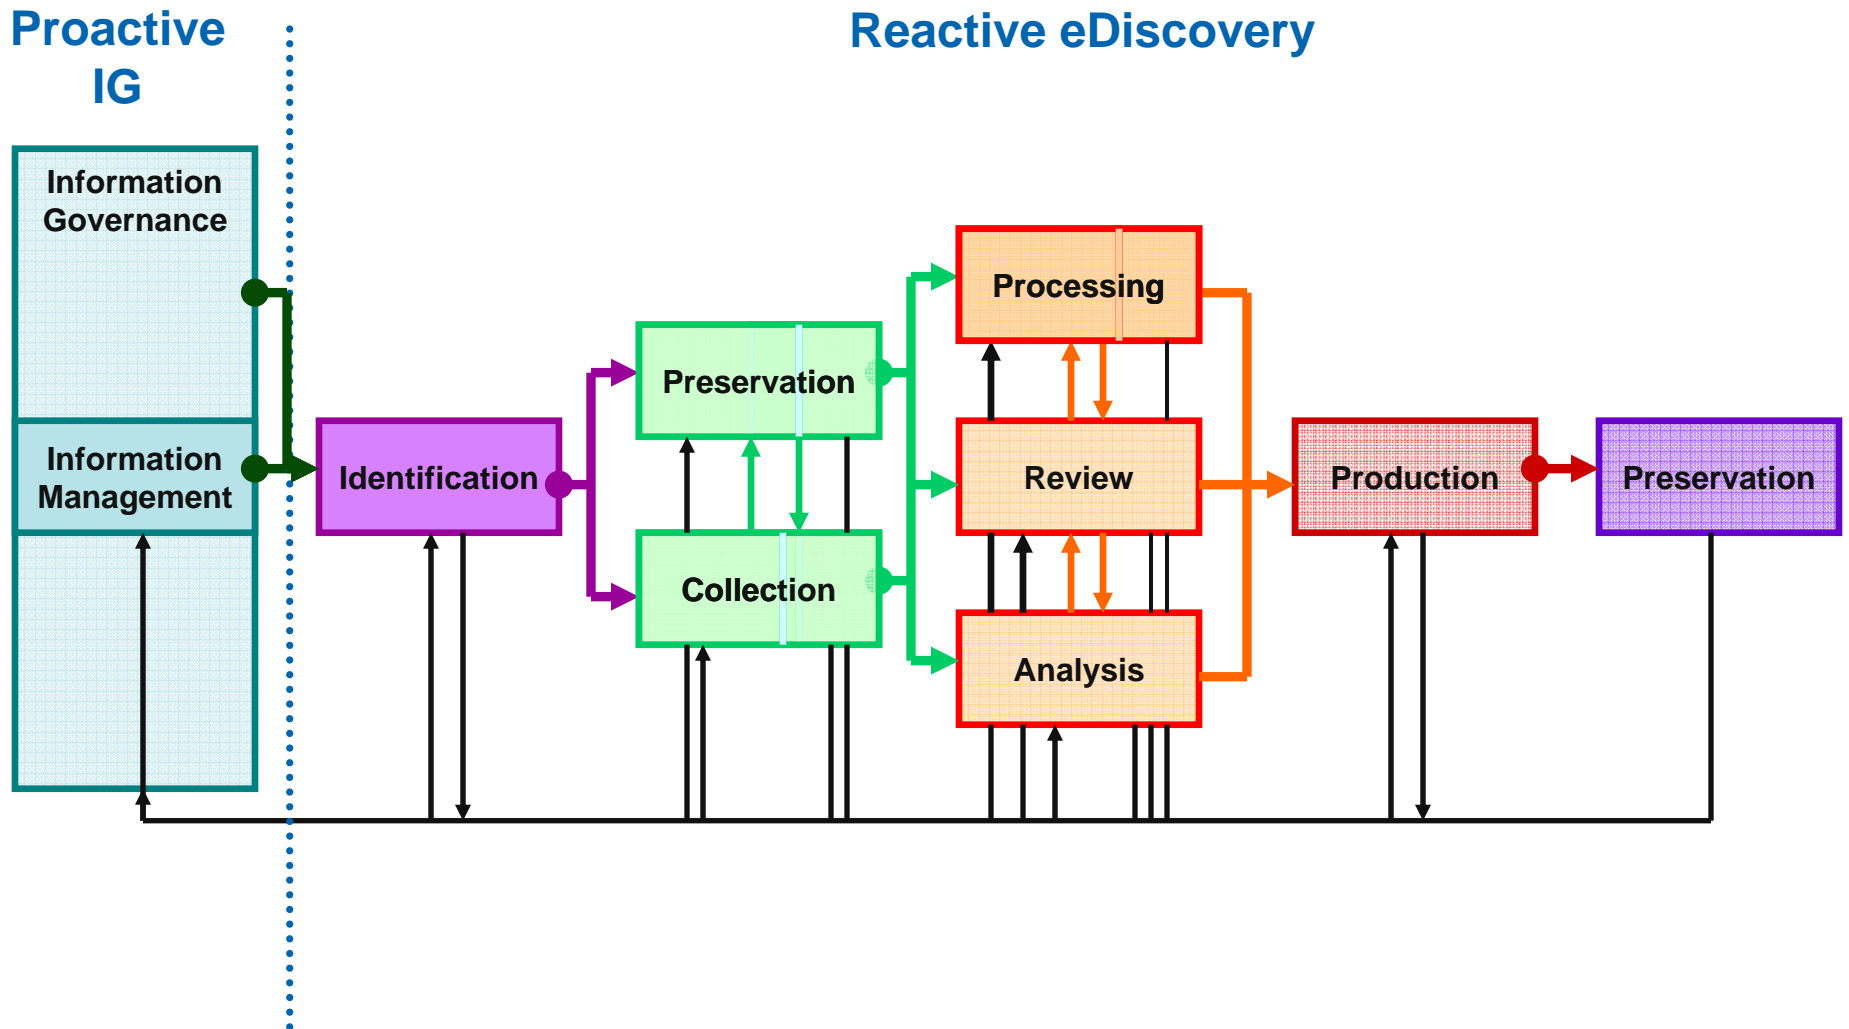 Proactive
IG
Reactive eDiscovery
Information
Governance
Information
Management
Identification
Preservation
Collection
Processing
Review
Analysis
Production
Preservation